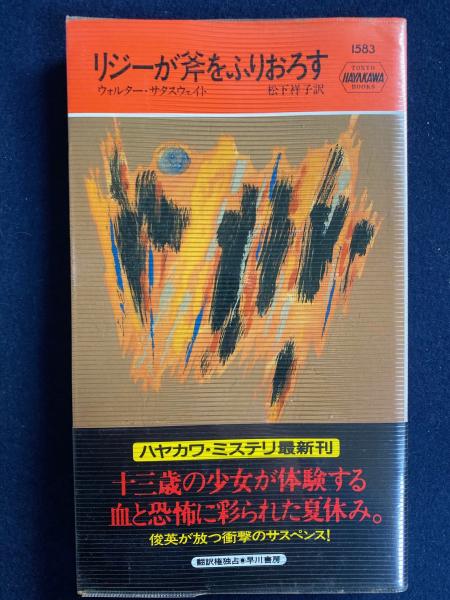 リジーが斧をふりおろす
ウォルター・サタスウェイト 松下祥子訳
1583
TOKYO
HAYAKAWA
BOOKS
ハヤカワ・ミステリ最新刊
十三歳の少女が体験する
血と恐怖に彩られた夏休み。
俊英が放つ衝撃のサスペンス!
翻訳権独占■早川書房